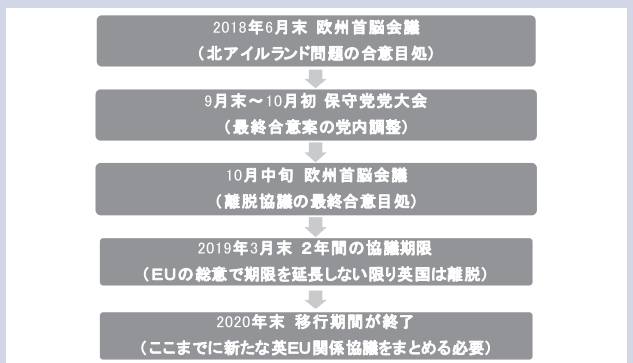 2018年6月末 欧州首脳会議
（北アイルランド問題の合意目処）
9月末～10月初 保守党党大会
（最終合意案の党内調整）
10月中旬 欧州首脳会議
（離脱協議の最終合意目処）
2019年3月末 ２年間の協議期限
（ＥＵの総意で期限を延長しない限り英国は離脱）
2020年末 移行期間が終了
（ここまでに新たな英ＥＵ関係協議をまとめる必要）